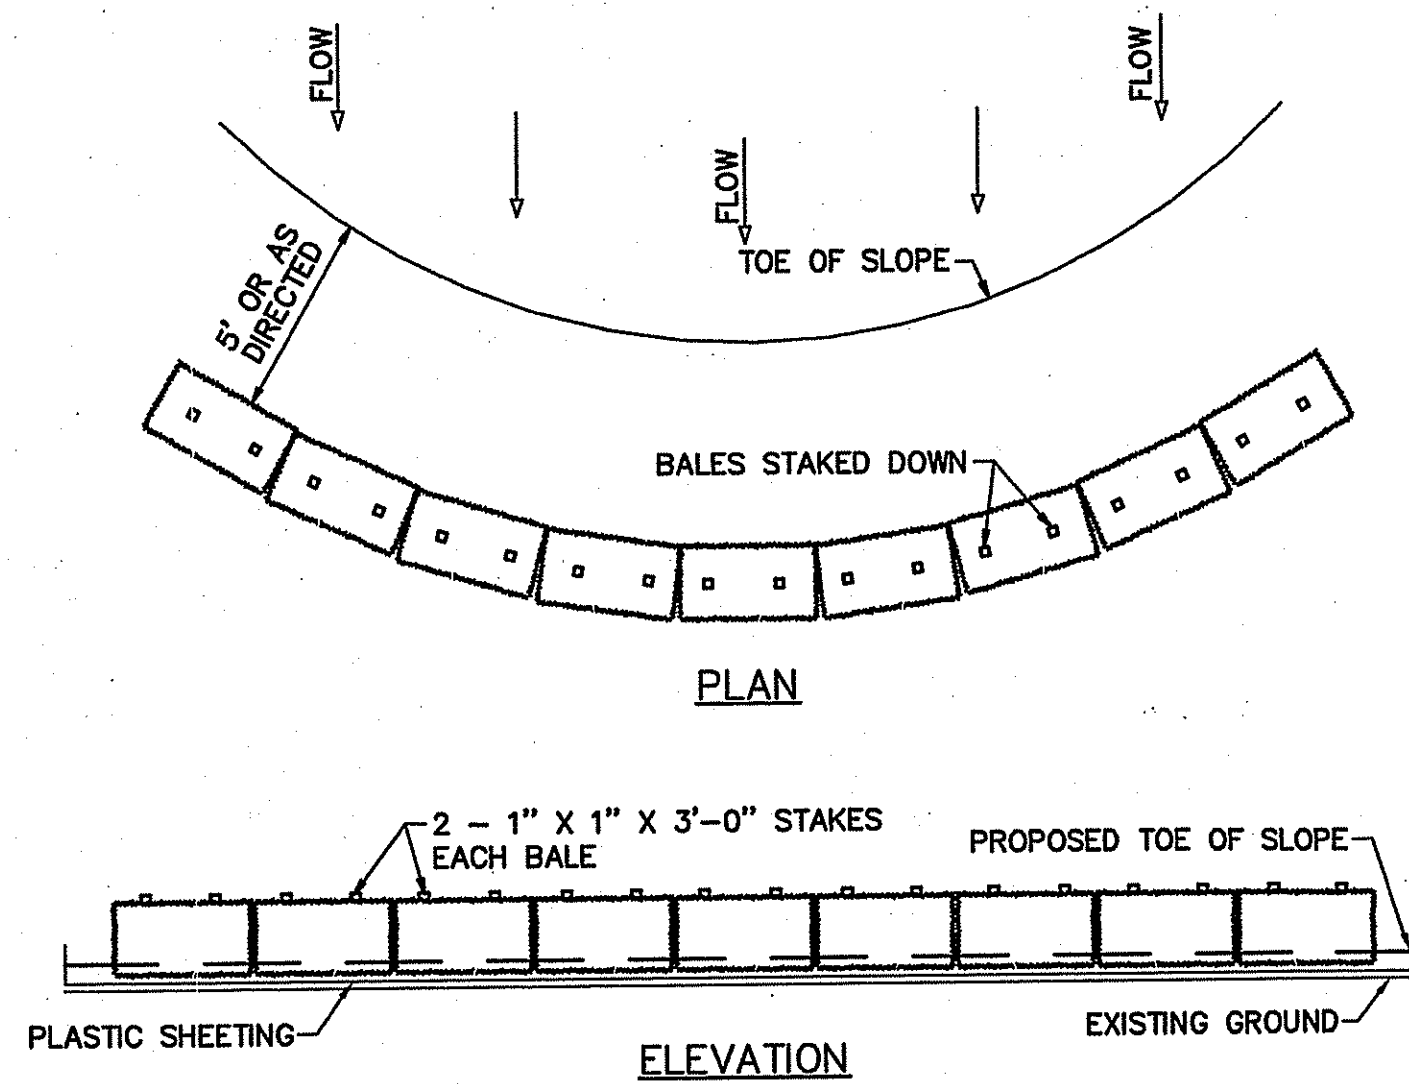 FLOW
FLOW
FLOW
TOE OF SLOPE
5' OR AS
DIRECTED
BALES STAKED DOWN
PLAN
2 - 1" X 1" X 3'-0" STAKES
EACH BALE
PROPOSED TOE OF SLOPE
PLASTIC SHEETING
EXISTING GROUND
ELEVATION